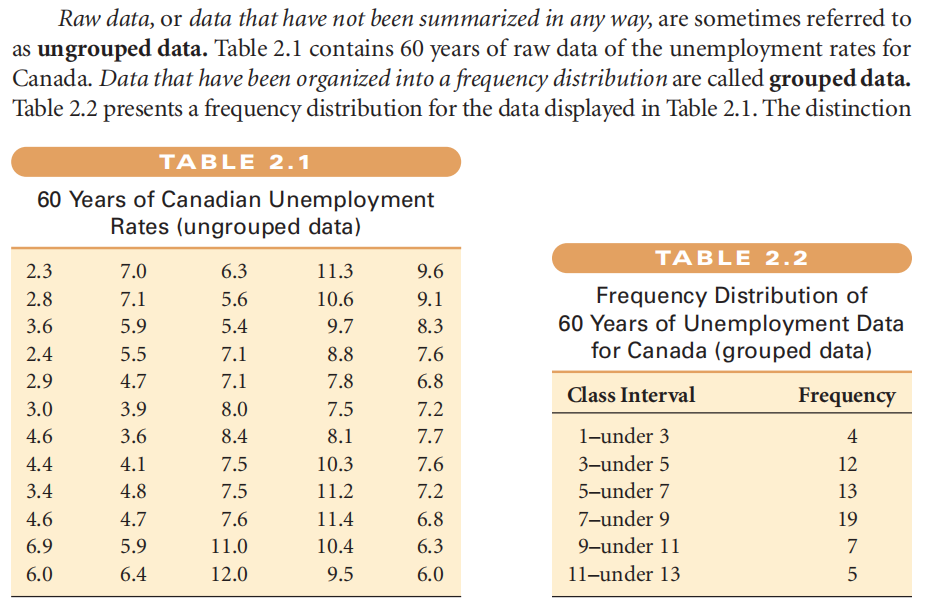 Raw data, or data that have not been summarized in any way, are sometimes referred to
as ungrouped data. Table 2.1 contains 60 years of raw data of the unemployment rates for
Canada. Data that have been organized into a frequency distribution are called grouped data.
Table 2.2 presents a frequency distribution for the data displayed in Table 2.1. The distinction
TABLE 2.1
60 Years of Canadian Unemployment
Rates (ungrouped data)
2.3 7.0 6.3 11.3 9.6
2.8 7.1 5.6 10.6 9.1
3.6 5.9 5.4 9.7 8.3
2.4 5.5 7.1 8.8 7.6
2.9 4.7 7.1 7.8 6.8
3.0 3.9 8.0 7.5 7.2
4.6 3.6 8.4 8.1 7.7
4.4 4.1 7.5 10.3 7.6
3.4 4.8 7.5 11.2 7.2
4.6 4.7 7.6 11.4 6.8
6.9 5.9 11.0 10.4 6.3
6.0 6.4 12.0 9.5 6.0
TABLE 2.2
Frequency Distribution of
60 Years of Unemployment Data
for Canada (grouped data)
Class Interval Frequency
1–under 3 4
3–under 5 12
5–under 7 13
7–under 9 19
9–under 11 7
11–under 13 5